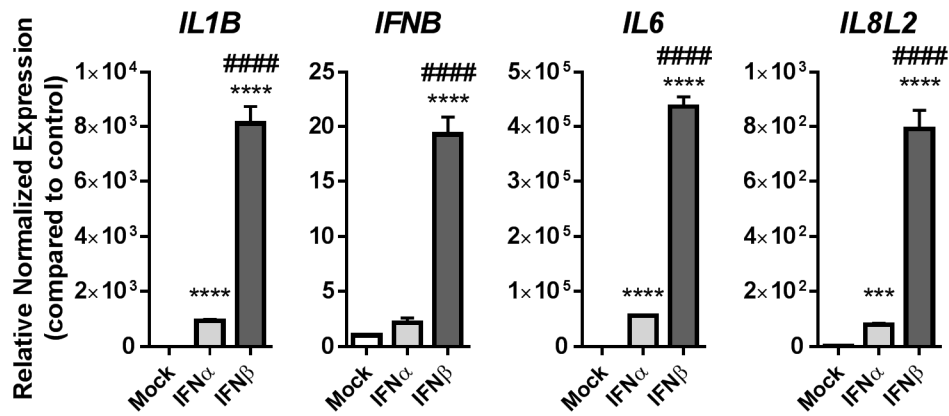 Relative Normalized Expression
(compared to control)
IL1B
1×10⁴
8×10³
6×10³
4×10³
2×10³
0
####
****
****
Mock
IFNα
IFNβ
IFNB
25
20
15
10
5
0
####
****
Mock
IFNα
IFNβ
IL6
5×10⁵
4×10⁵
3×10⁵
2×10⁵
1×10⁵
0
####
****
****
Mock
IFNα
IFNβ
IL8L2
1×10³
8×10²
6×10²
4×10²
2×10²
0
####
****
***
Mock
IFNα
IFNβ